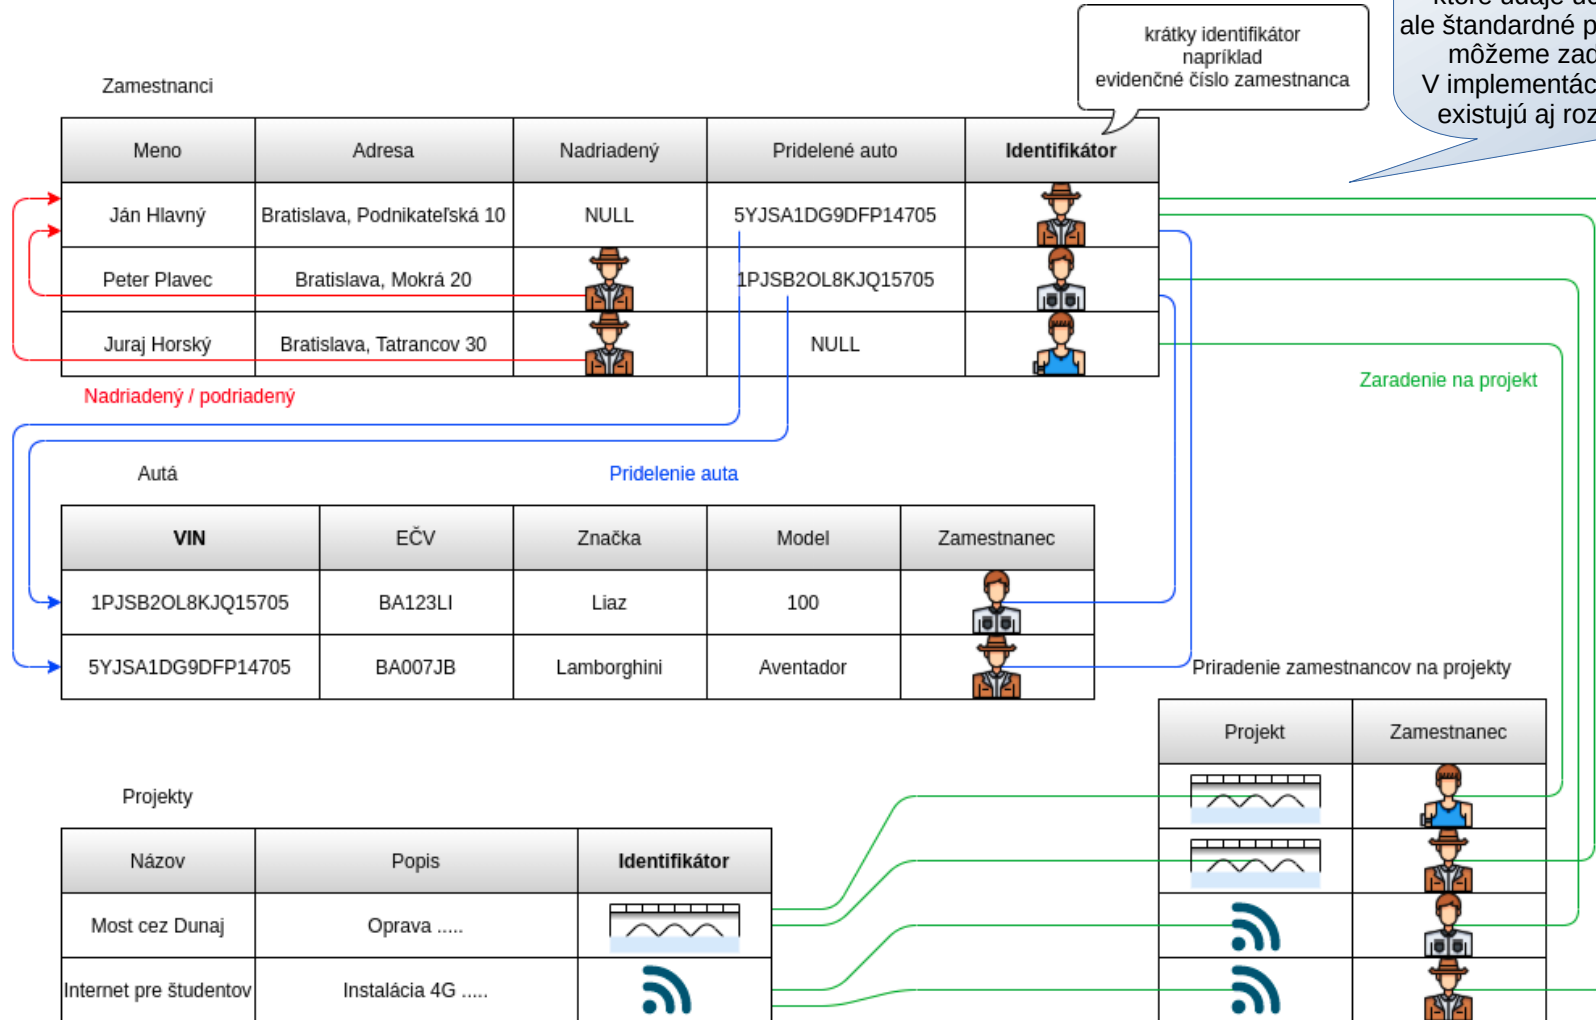 krátky identifikátor
napríklad
evidenčné číslo zamestnanca
ktoré údaje
ale štandardné
môžeme
V
existujú aj
Zamestnanci
Meno Adresa Nadriadený Pridelené auto Identifikátor
Ján Hlavný Bratislava, Podnikateľská 10 NULL 5YJSA1DG9DFP14705
Peter Plavec Bratislava, Mokrá 20 1PJSB2OL8KJQ15705
Juraj Horský Bratislava, Tatrancov 30 NULL
Nadriadený / podriadený
Zaradenie na projekt
Autá
Pridelenie auta
VIN EČV Značka Model Zamestnanec
1PJSB2OL8KJQ15705 BA123LI Liaz 100
5YJSA1DG9DFP14705 BA007JB Lamborghini Aventador
Priradenie zamestnancov na projekty
Projekt Zamestnanec
Projekty
Názov Popis Identifikátor
Most cez Dunaj Oprava .....
Internet pre študentov Instalácia 4G .....